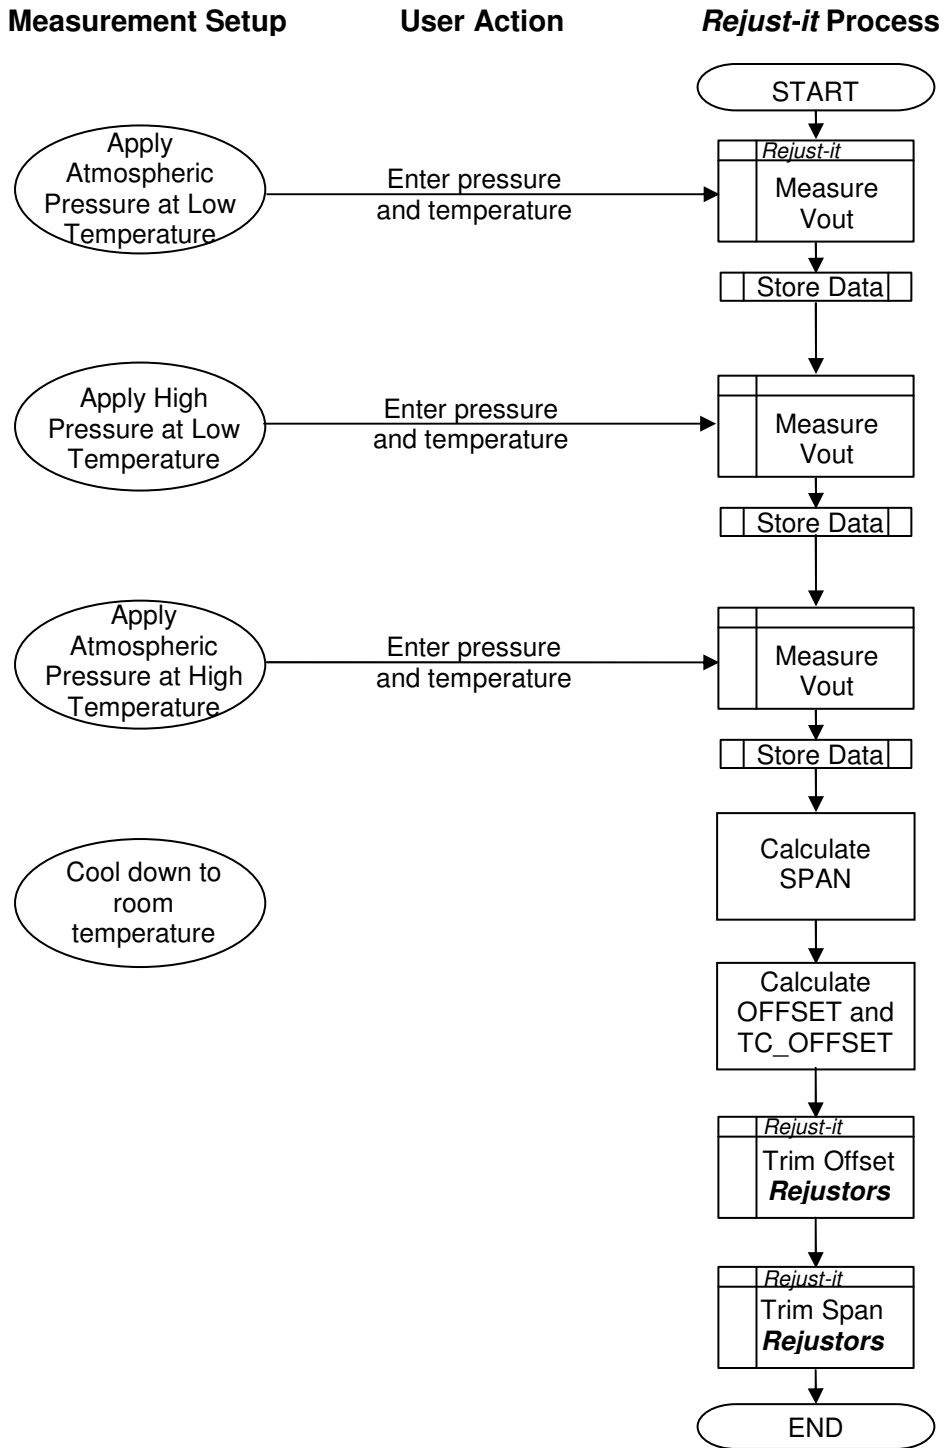 Measurement Setup
User Action
Rejust-it Process
START
Apply
Atmospheric
Pressure at Low
Temperature
Enter pressure
and temperature
Rejust-it
Measure
Vout
Store Data
Apply High
Pressure at Low
Temperature
Enter pressure
and temperature
Measure
Vout
Store Data
Apply
Atmospheric
Pressure at High
Temperature
Enter pressure
and temperature
Measure
Vout
Store Data
Calculate
SPAN
Cool down to
room
temperature
Calculate
OFFSET and
TC_OFFSET
Rejust-it
Trim Offset
Rejustors
Rejust-it
Trim Span
Rejustors
END